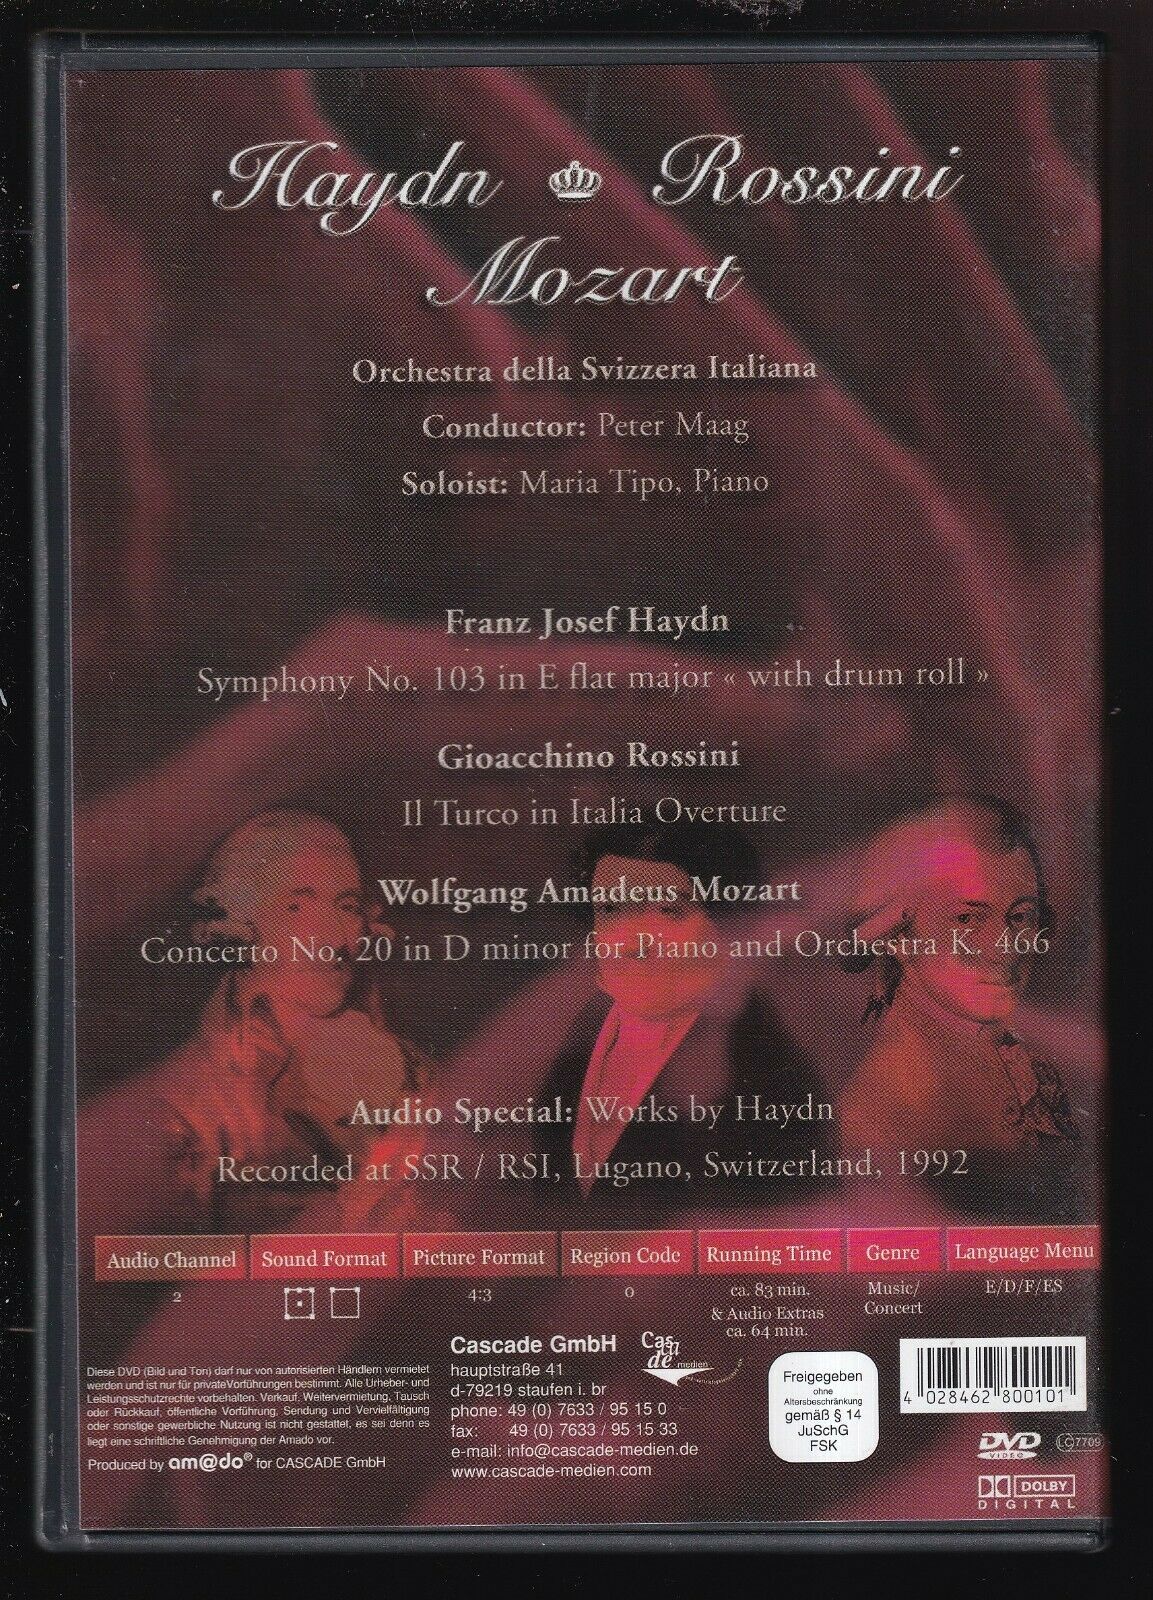 Haydn Rossini
Mozart
Orchestra della Svizzera Italiana
Conductor: Peter Maag
Soloist: Maria Tipo, Piano
Franz Josef Haydn
Symphony No. 103 in E flat major « with drum roll »
Gioacchino Rossini
Il Turco in Italia Overture
Wolfgang Amadeus Mozart
Concerto No. 20 in D minor for Piano and Orchestra K. 466
Audio Special: Works by Haydn
Recorded at SSR / RSI, Lugano, Switzerland, 1992
Audio Channel Sound Format Picture Format Region Code Running Time Genre Language Menu
2 4:3 0 ca. 83 min. Music/ E/D/F/ES
& Audio Extras Concert
ca. 64 min.
Diese DVD (Bild und Ton) darf nur von autorisierten Händlern vermietet
werden und ist nur für privateVorführungen bestimmt. Alle Urheber- und
Leistungsschutzrechte vorbehalten. Verkauf, Weitervermietung, Tausch
oder Rückkauf, öffentliche Vorführung, Sendung und Vervielfältigung
oder sonstige gewerbliche Nutzung ist nicht gestattet, es sei denn es
liegt eine schriftliche Genehmigung der Amado vor.
Produced by am@do® for CASCADE GmbH
Cascade GmbH
hauptstraße 41
d-79219 staufen i. br
phone: 49 (0) 7633 / 95 15 0
fax: 49 (0) 7633 / 95 15 33
e-mail: info@cascade-medien.de
www.cascade-medien.com
Cas
ca
de medien
Freigegeben
ohne
Altersbeschränkung
gemäß § 14
JuSchG
FSK
4 028462 800101
DVD
VIDEO
LC7709
DOLBY
DIGITAL